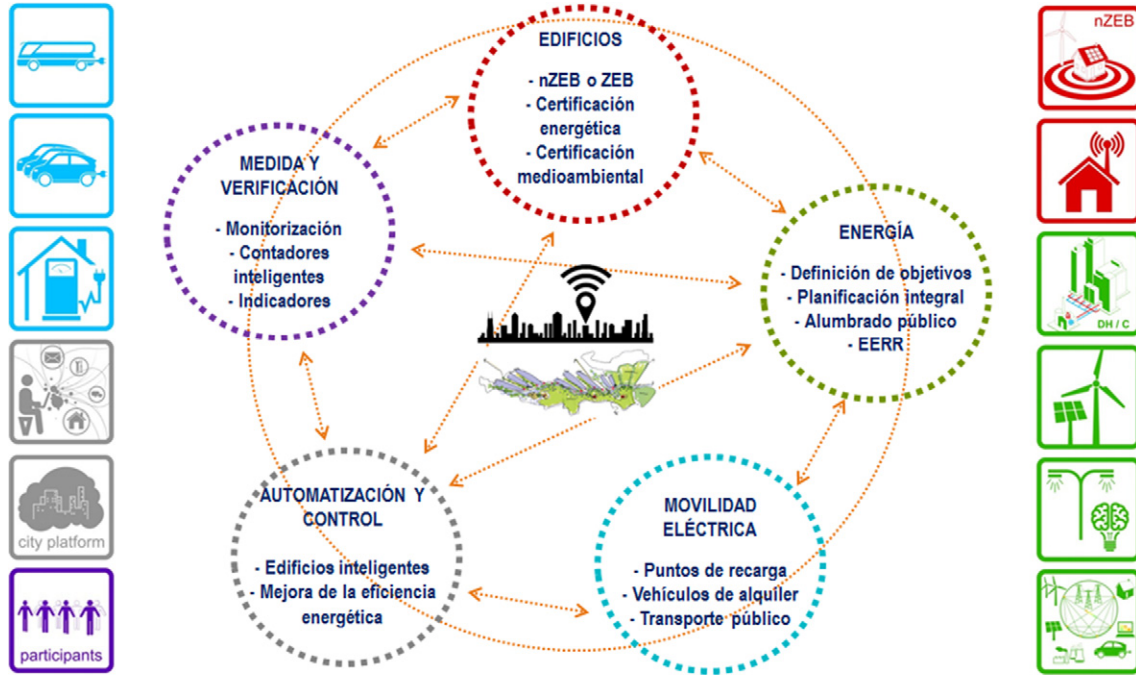 EDIFICIOS
- nZEB o ZEB
- Certificación
energética
- Certificación
medioambiental
MEDIDA Y
VERIFICACIÓN
- Monitorización
- Contadores
inteligentes
- Indicadores
ENERGÍA
- Definición de objetivos
- Planificación integral
- Alumbrado público
- EERR
AUTOMATIZACIÓN Y
CONTROL
- Edificios inteligentes
- Mejora de la eficiencia
energética
MOVILIDAD
ELÉCTRICA
- Puntos de recarga
- Vehículos de alquiler
- Transporte público
city platform
participants
nZEB
DH / C